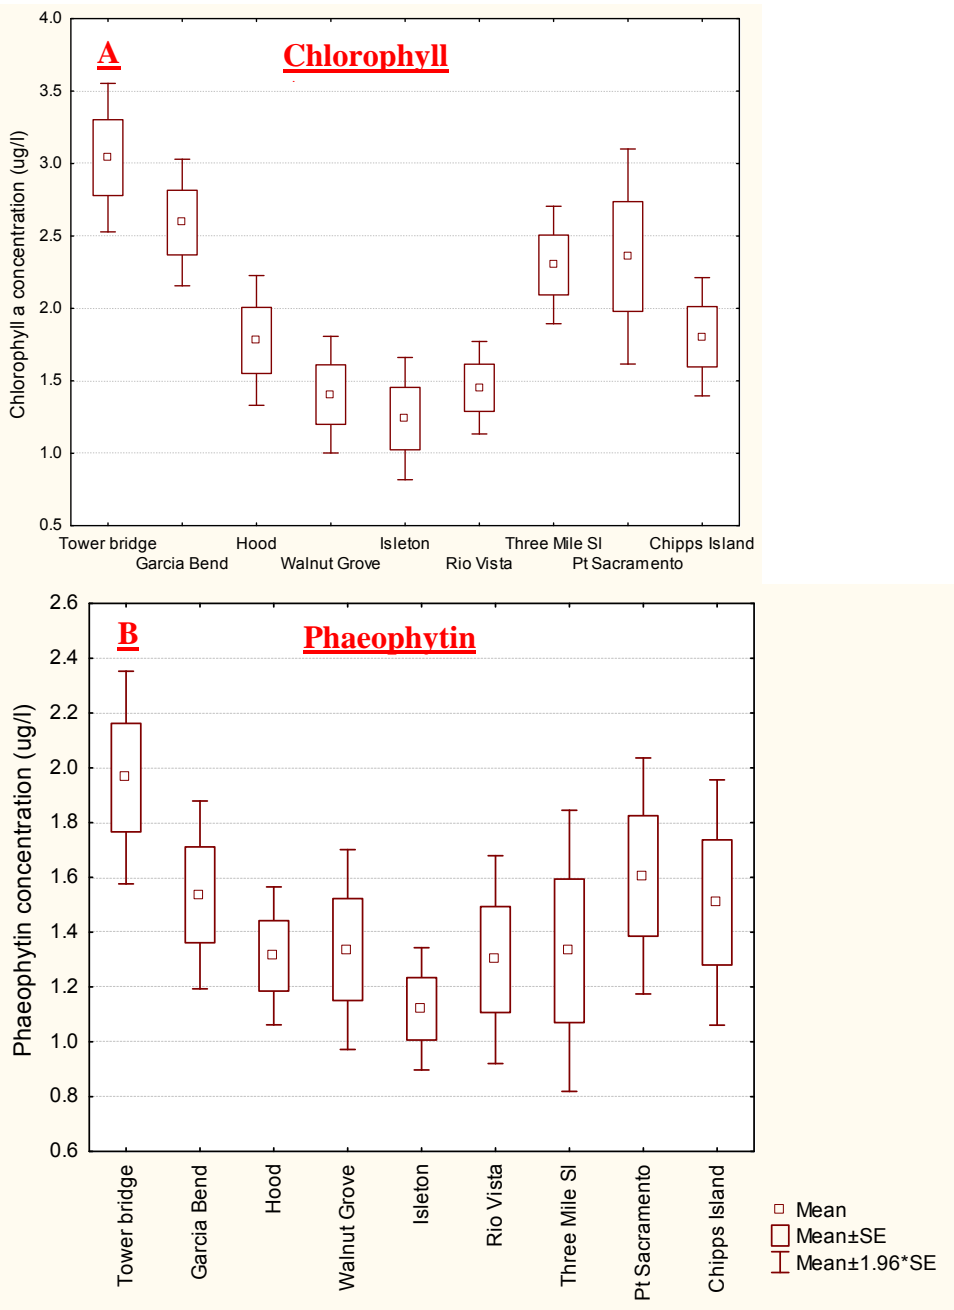 A
Chlorophyll
Chlorophyll a concentration (ug/l)
4.0
3.5
3.0
2.5
2.0
1.5
1.0
0.5
Tower bridge
Garcia Bend
Hood
Walnut Grove
Isleton
Rio Vista
Three Mile Sl
Pt Sacramento
Chipps Island
B
Phaeophytin
Phaeophytin concentration (ug/l)
2.6
2.4
2.2
2.0
1.8
1.6
1.4
1.2
1.0
0.8
0.6
Tower bridge
Garcia Bend
Hood
Walnut Grove
Isleton
Rio Vista
Three Mile Sl
Pt Sacramento
Chipps Island
Mean
Mean±SE
Mean±1.96*SE